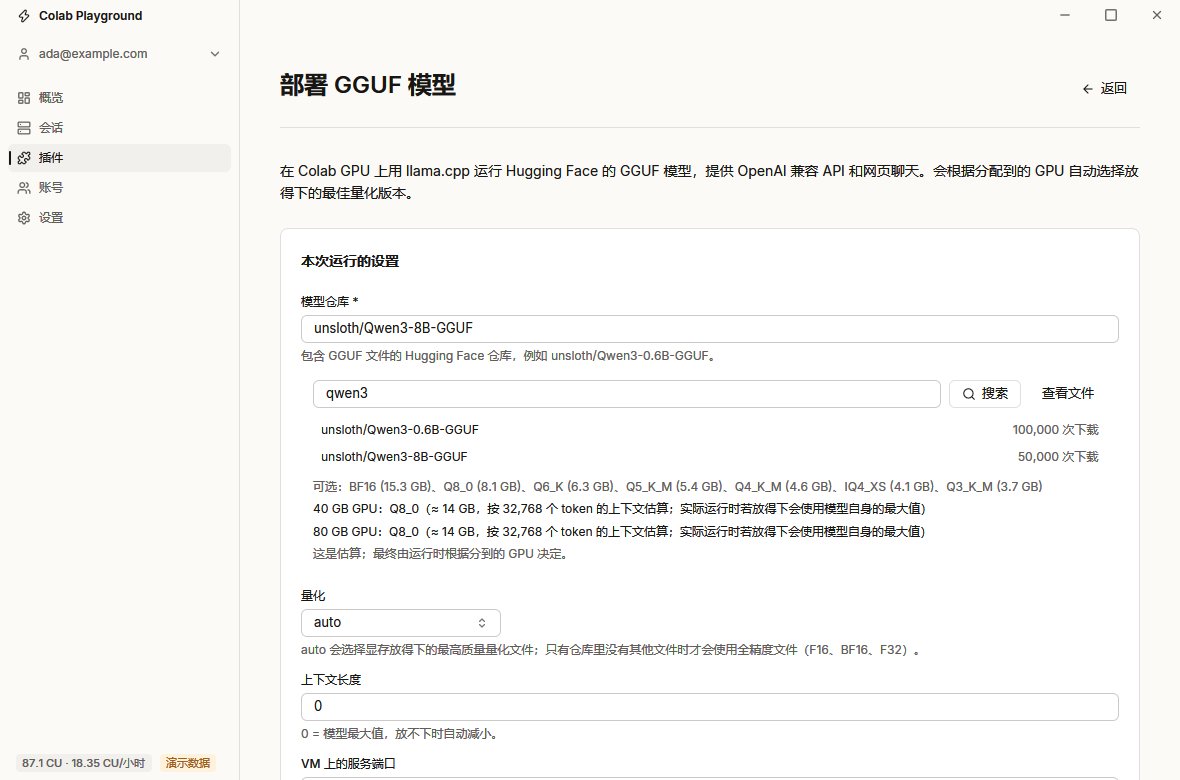 Colab Playground
ada@example.com
概览
会话
插件
账号
设置
87.1 CU · 18.35 CU/小时
演示数据
部署 GGUF 模型
返回
在 Colab GPU 上用 llama.cpp 运行 Hugging Face 的 GGUF 模型，提供 OpenAI 兼容 API 和网页聊天。会根据分配到的 GPU 自动选择放
得下的最佳量化版本。
本次运行的设置
模型仓库 *
unsloth/Qwen3-8B-GGUF
包含 GGUF 文件的 Hugging Face 仓库，例如 unsloth/Qwen3-0.6B-GGUF。
qwen3
搜索
查看文件
unsloth/Qwen3-0.6B-GGUF 100,000 次下载
unsloth/Qwen3-8B-GGUF 50,000 次下载
可选：BF16 (15.3 GB)、Q8_0 (8.1 GB)、Q6_K (6.3 GB)、Q5_K_M (5.4 GB)、Q4_K_M (4.6 GB)、IQ4_XS (4.1 GB)、Q3_K_M (3.7 GB)
40 GB GPU：Q8_0（≈ 14 GB，按 32,768 个 token 的上下文估算；实际运行时若放得下会使用模型自身的最大值）
80 GB GPU：Q8_0（≈ 14 GB，按 32,768 个 token 的上下文估算；实际运行时若放得下会使用模型自身的最大值）
这是估算；最终由运行时根据分到的 GPU 决定。
量化
auto
auto 会选择显存放得下的最高质量量化文件；只有仓库里没有其他文件时才会使用全精度文件（F16、BF16、F32）。
上下文长度
0
0 = 模型最大值，放不下时自动减小。
VM 上的服务端口